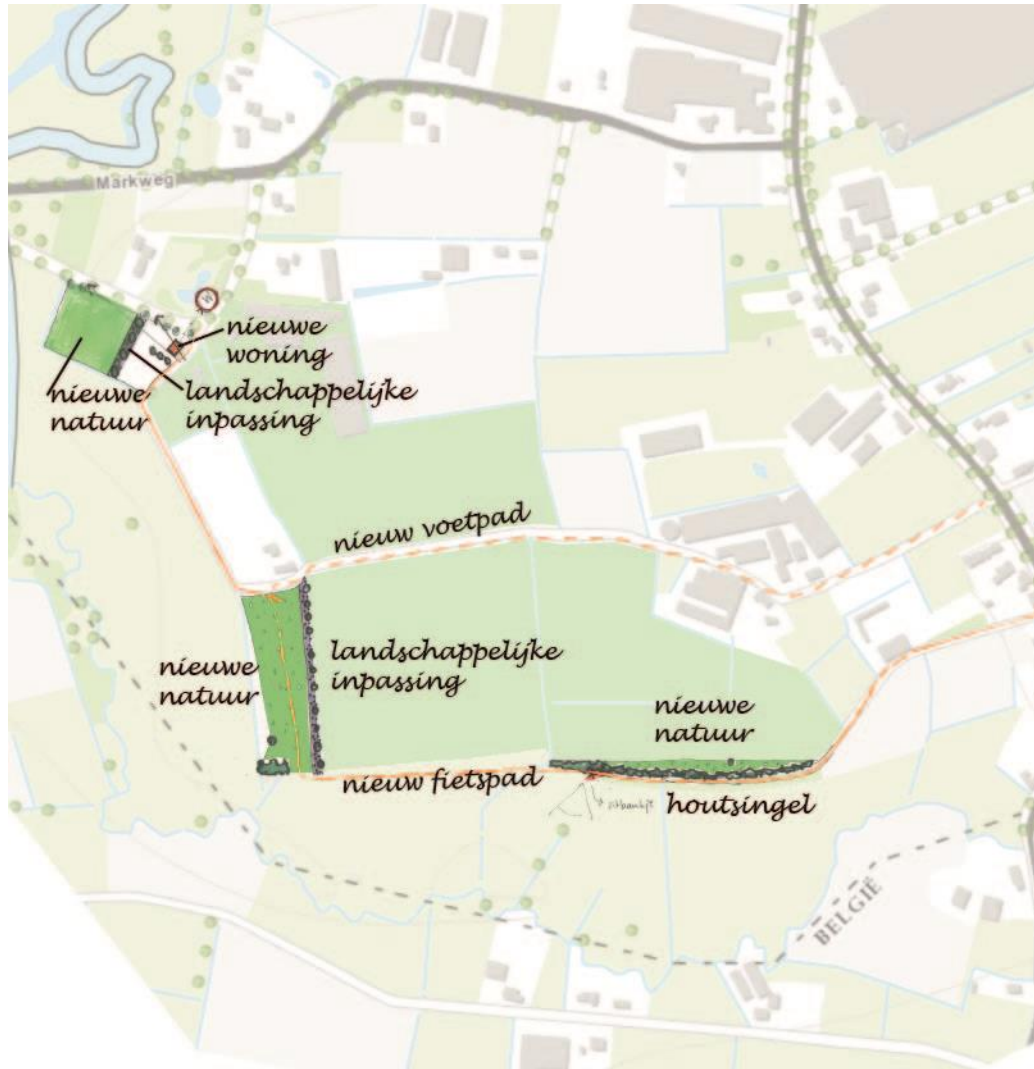 Markweg
nieuwe
woning
nieuwe
natuur
landschappelijke
inpassing
nieuw voetpad
nieuwe
natuur
landschappelijke
inpassing
nieuwe
natuur
nieuw fietspad
houtsingel
BELGIË